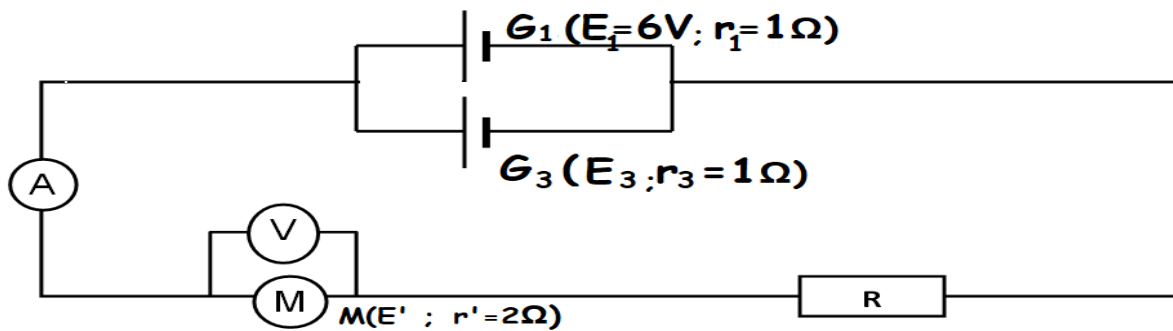 G1 (E1=6V; r1=1Ω)
G3 (E3 ;r3=1Ω)
A
V
M
M(E' ; r'=2Ω)
R